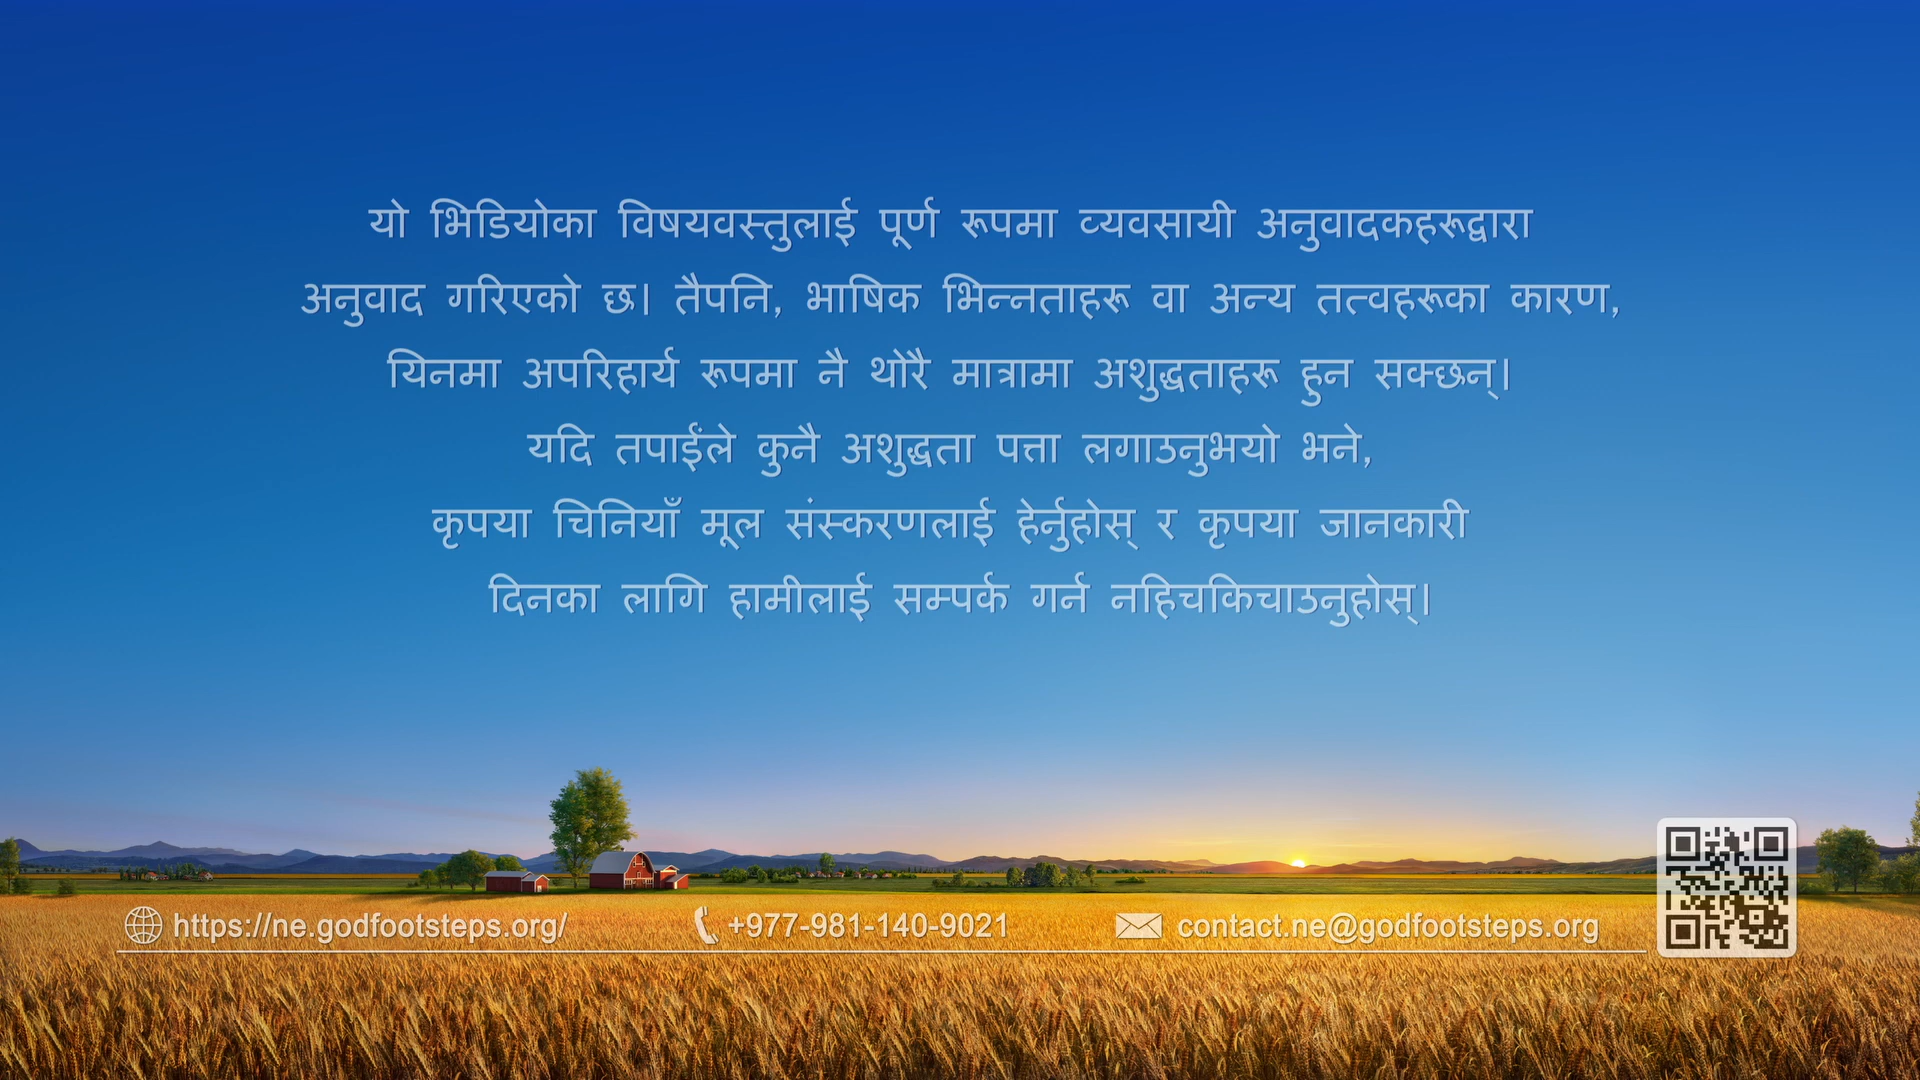 यो भिडियोका विषयवस्तुलाई पूर्ण रूपमा व्यवसायी अनुवादकहरूद्वारा
अनुवाद गरिएको छ। तैपनि, भाषिक भिन्नताहरू वा अन्य तत्वहरूका कारण,
यिनमा अपरिहार्य रूपमा नै थोरै मात्रामा अशुद्धताहरू हुन सक्छन्।
यदि तपाईंले कुनै अशुद्धता पत्ता लगाउनुभयो भने,
कृपया चिनियाँ मूल संस्करणलाई हेर्नुहोस् र कृपया जानकारी
दिनका लागि हामीलाई सम्पर्क गर्न नहिचकिचाउनुहोस्।
https://ne.godfootsteps.org/ +977-981-140-9021 contact.ne@godfootsteps.org